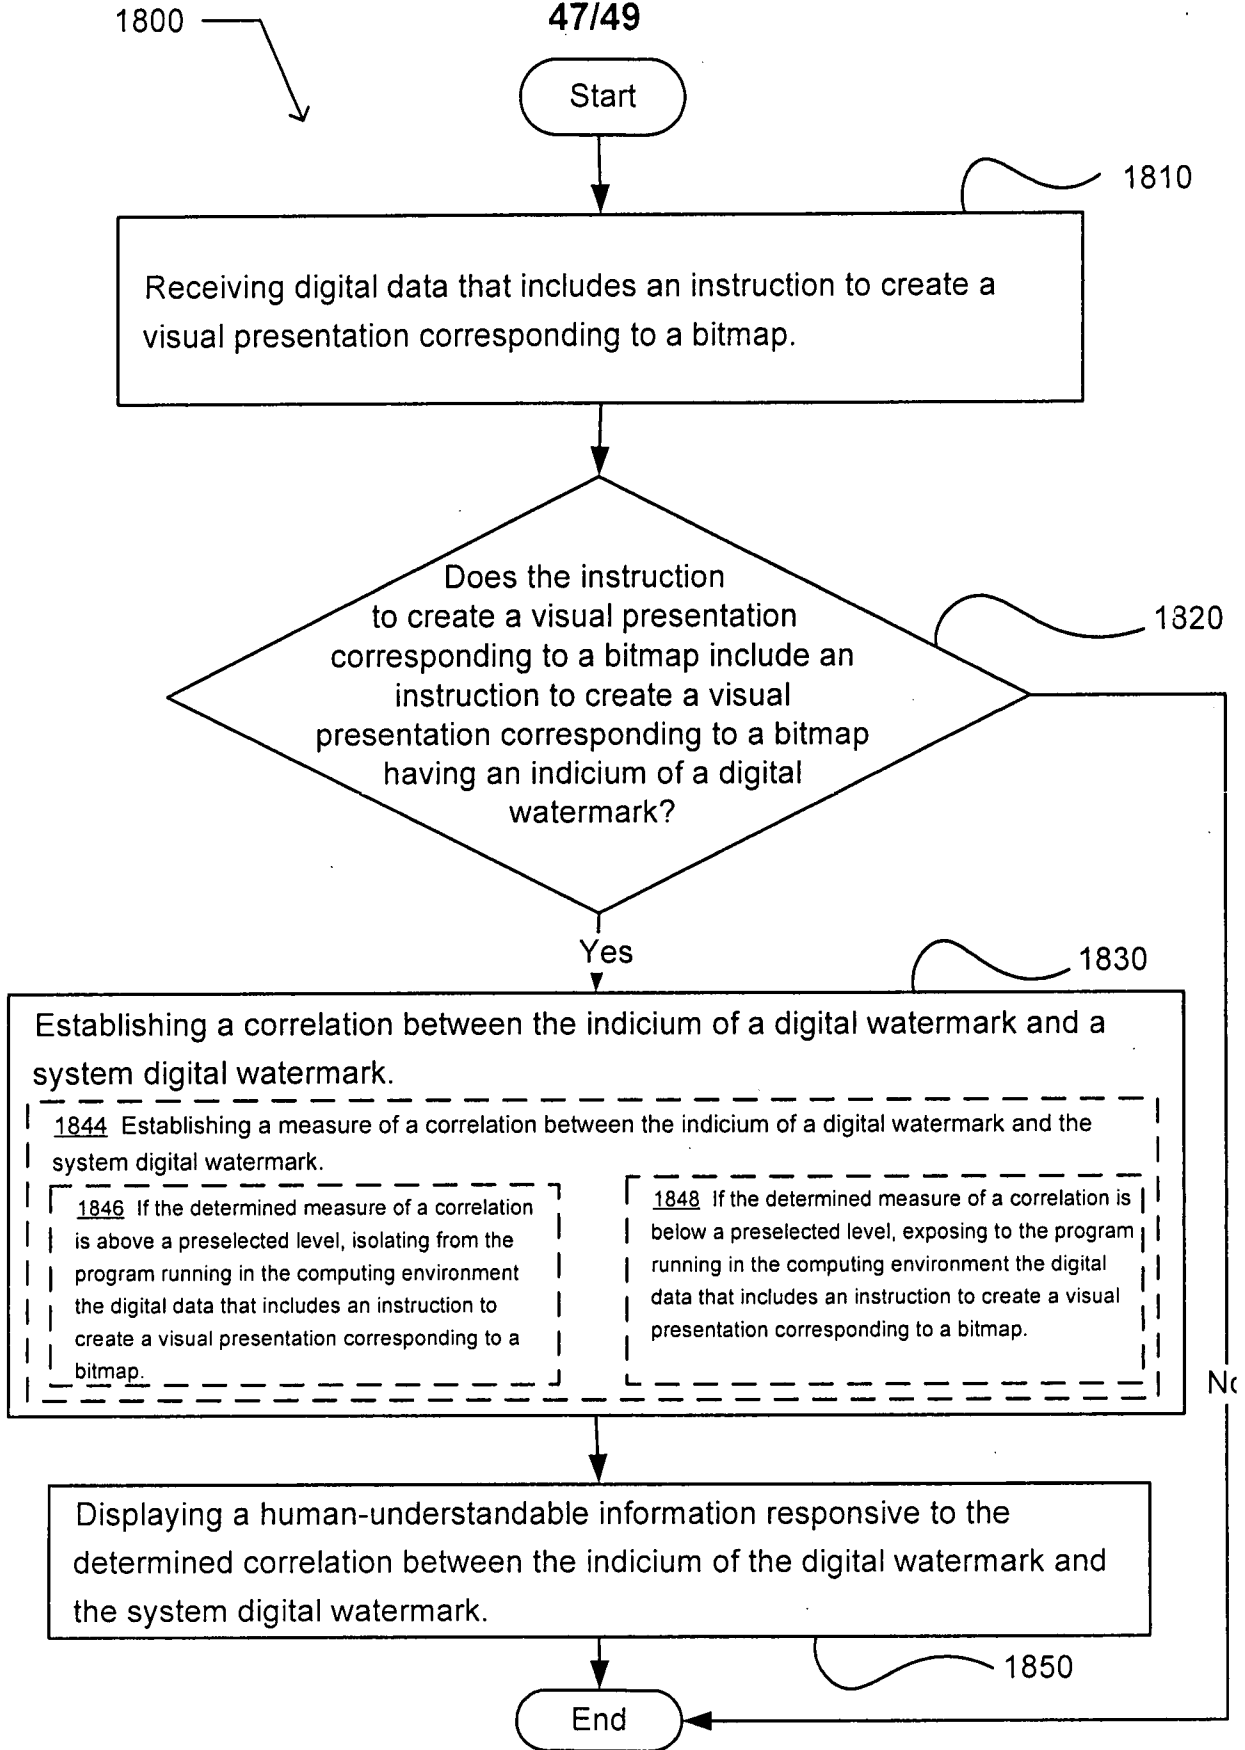 1800
47/49
Start
1810
Receiving digital data that includes an instruction to create a
visual presentation corresponding to a bitmap.
Does the instruction
to create a visual presentation
corresponding to a bitmap include an
instruction to create a visual
presentation corresponding to a bitmap
having an indicium of a digital
watermark?
1820
Yes
1830
Establishing a correlation between the indicium of a digital watermark and a
system digital watermark.
1844 Establishing a measure of a correlation between the indicium of a digital watermark and the
system digital watermark.
1846 If the determined measure of a correlation
is above a preselected level, isolating from the
program running in the computing environment
the digital data that includes an instruction to
create a visual presentation corresponding to a
bitmap.
1848 If the determined measure of a correlation is
below a preselected level, exposing to the program
running in the computing environment the digital
data that includes an instruction to create a visual
presentation corresponding to a bitmap.
No
Displaying a human-understandable information responsive to the
determined correlation between the indicium of the digital watermark and
the system digital watermark.
1850
End